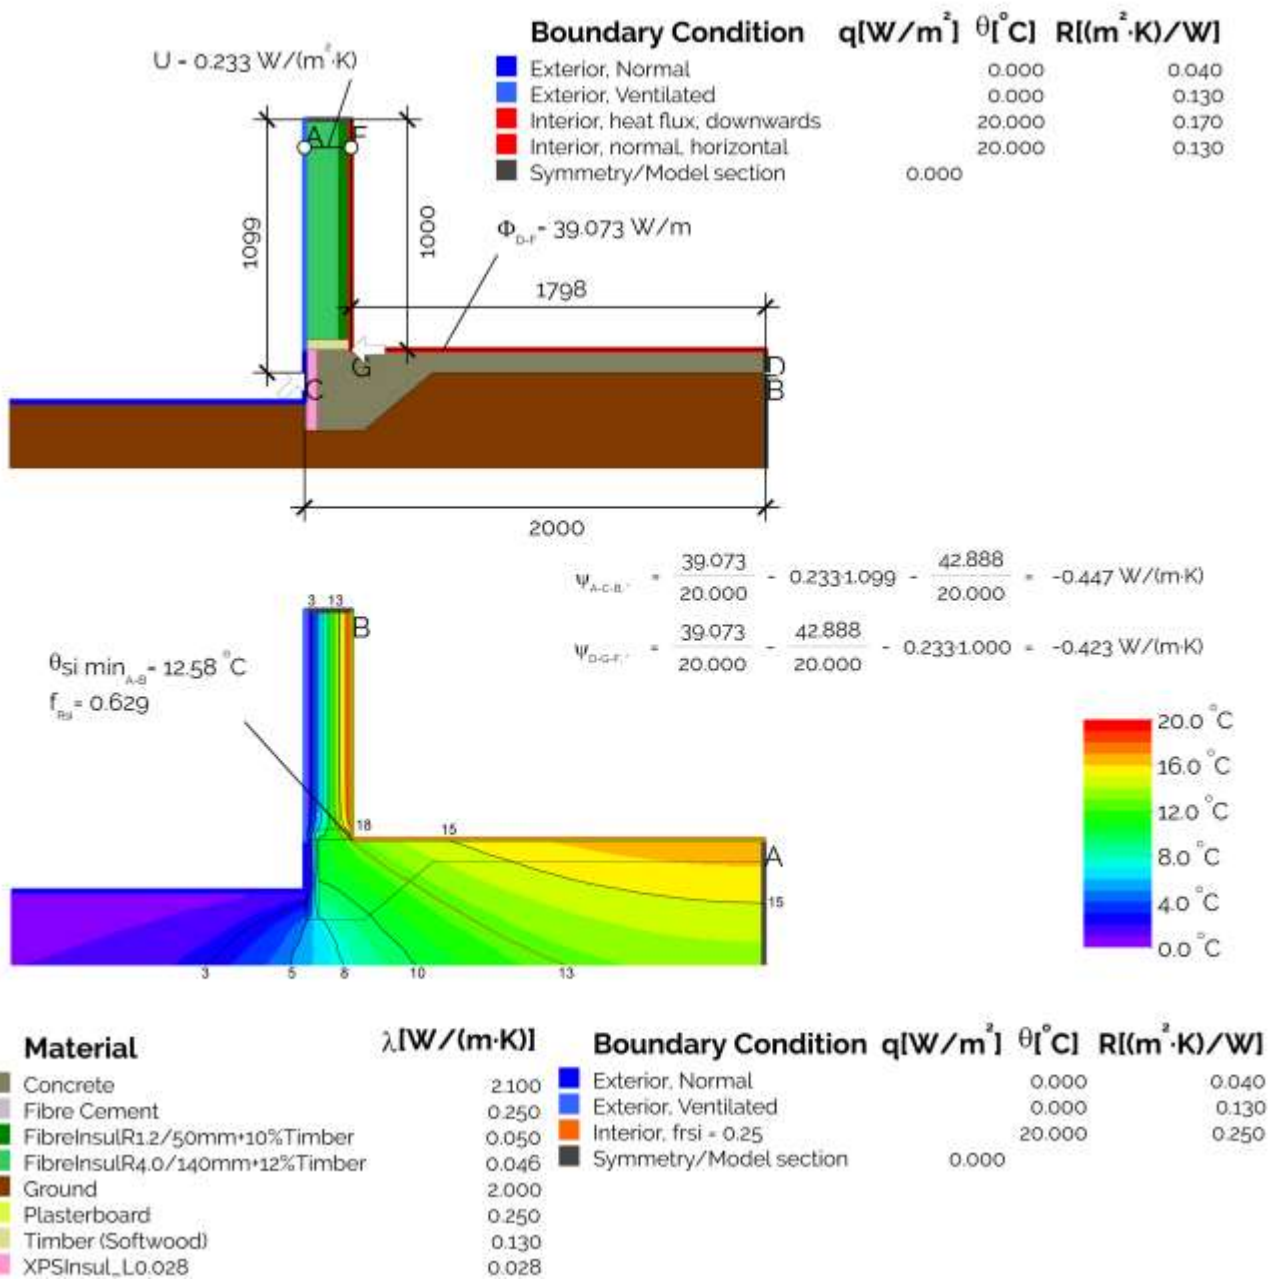 Boundary Condition q[W/m²] θ[°C] R[(m²·K)/W]
Exterior, Normal 0.000 0.040
Exterior, Ventilated 0.000 0.130
Interior, heat flux, downwards 20.000 0.170
Interior, normal, horizontal 20.000 0.130
Symmetry/Model section 0.000
U = 0.233 W/(m²·K)
A F
1099
1000
Φ D-F = 39.073 W/m
1798
G
D
C
B
2000
Ψ A-C-B, · = 39.073 / 20.000 - 0.233·1.099 - 42.888 / 20.000 = -0.447 W/(m·K)
Ψ D-G-F, · = 39.073 / 20.000 - 42.888 / 20.000 - 0.233·1.000 = -0.423 W/(m·K)
3 13
B
θsi min A-B = 12.58 °C
f Rsi = 0.629
18
15
A
15
3 5 8 10 13
20.0 °C
16.0 °C
12.0 °C
8.0 °C
4.0 °C
0.0 °C
Material λ[W/(m·K)]
Concrete 2.100
Fibre Cement 0.250
FibreInsulR1.2/50mm+10%Timber 0.050
FibreInsulR4.0/140mm+12%Timber 0.046
Ground 2.000
Plasterboard 0.250
Timber (Softwood) 0.130
XPSInsul_L0.028 0.028
Boundary Condition q[W/m²] θ[°C] R[(m²·K)/W]
Exterior, Normal 0.000 0.040
Exterior, Ventilated 0.000 0.130
Interior, frsi = 0.25 20.000 0.250
Symmetry/Model section 0.000